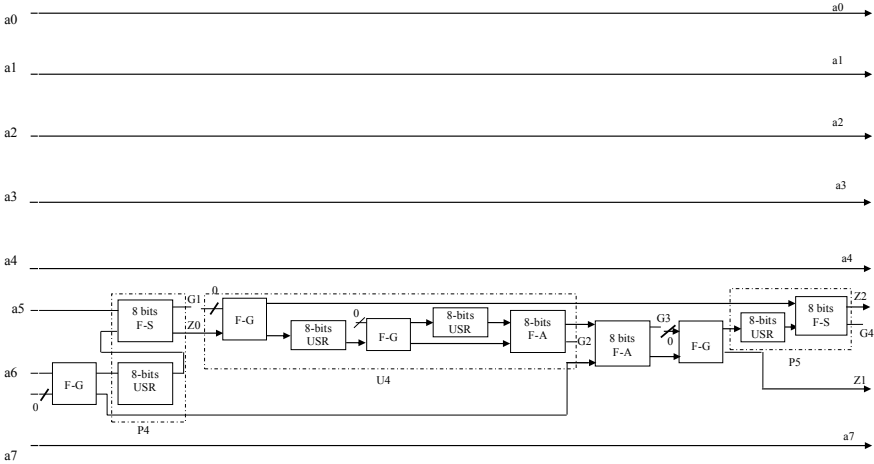 a0 a0
a1 a1
a2 a2
a3 a3
a4 a4
a5
8 bits
F-S
G1
0
Z0
F-G
8-bits
USR
0
F-G
8-bits
USR
8-bits
F-A
G2
8 bits
F-A
G3
0
F-G
8-bits
USR
8 bits
F-S
Z2
G4
P5
Z1
a6
0
F-G
8-bits
USR
P4
U4
a7 a7